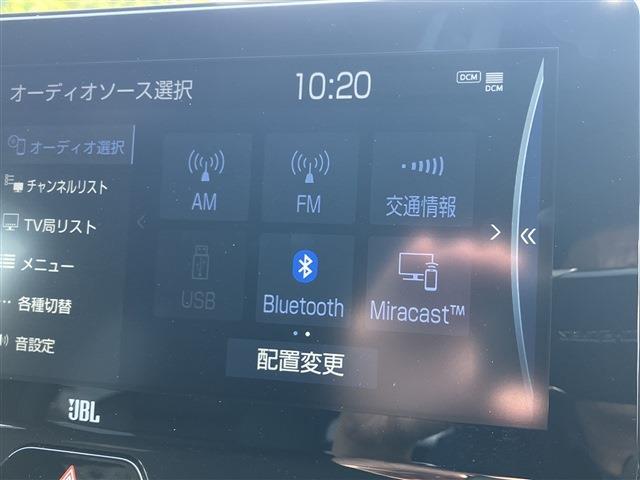 オーディオソース選択
10:20
DCM
DCM
オーディオ選択
チャンネルリスト
TV局リスト
メニュー
各種切替
音設定
AM
FM
交通情報
USB
Bluetooth
Miracast™
配置変更
JBL